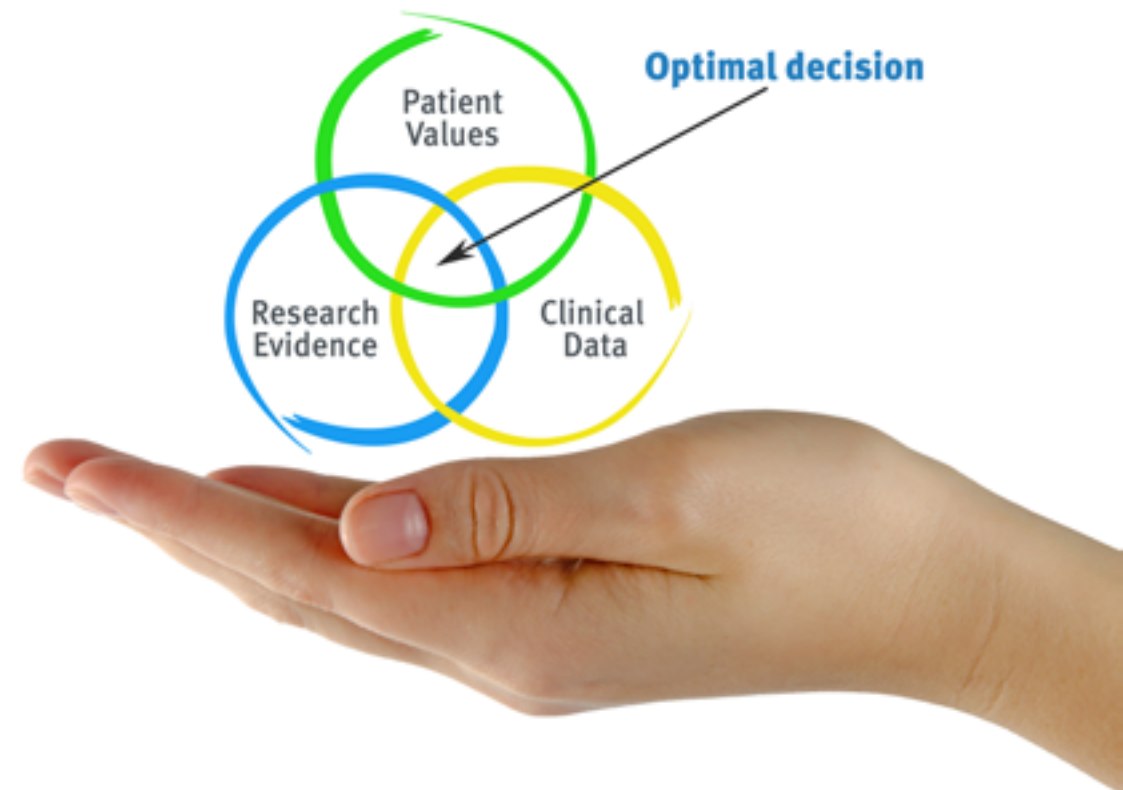 Optimal decision
Patient
Values
Research
Evidence
Clinical
Data